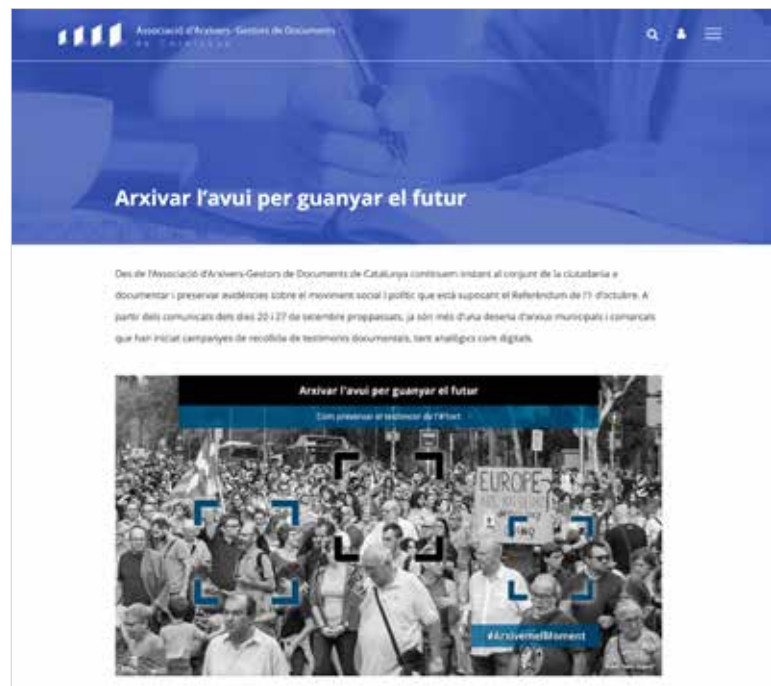 Associació d'Arxivers-Gestors de Documents
de Catalunya
Arxivar l'avui per guanyar el futur
Des de l'Associació d'Arxivers-Gestors de Documents de Catalunya continuem instant al conjunt de la ciutadania a
documentar i preservar evidències sobre el moviment social i polític que està suposant el Referèndum de l'1 d'octubre. A
partir dels comunicats dels dies 20 i 27 de setembre proppassats, ja són més d'una desena d'arxius municipals i comarcals
que han iniciat campanyes de recollida de testimonis documentals, tant analògics com digitals.
Arxivar l'avui per guanyar el futur
Com preservar el testimoni de l'#1oct
EUROPE
#ArxivemelMoment